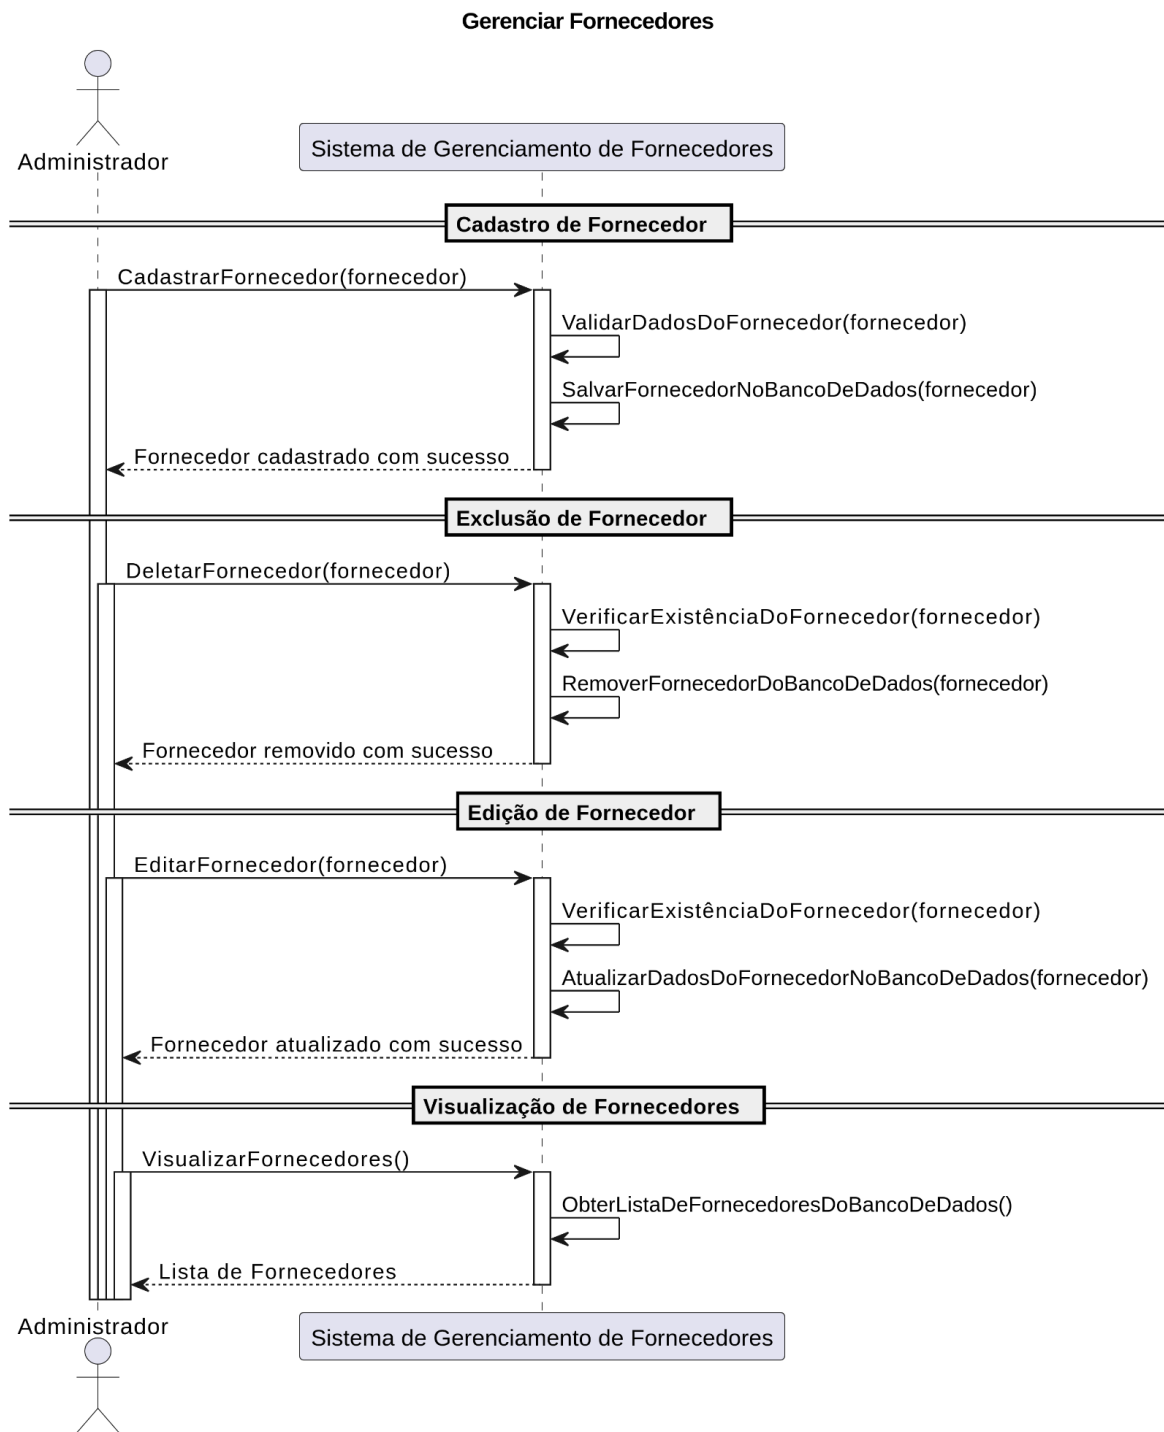 Gerenciar Fornecedores
Administrador
Sistema de Gerenciamento de Fornecedores
Cadastro de Fornecedor
CadastrarFornecedor(fornecedor)
ValidarDadosDoFornecedor(fornecedor)
SalvarFornecedorNoBancoDeDados(fornecedor)
Fornecedor cadastrado com sucesso
Exclusão de Fornecedor
DeletarFornecedor(fornecedor)
VerificarExistênciaDoFornecedor(fornecedor)
RemoverFornecedorDoBancoDeDados(fornecedor)
Fornecedor removido com sucesso
Edição de Fornecedor
EditarFornecedor(fornecedor)
VerificarExistênciaDoFornecedor(fornecedor)
AtualizarDadosDoFornecedorNoBancoDeDados(fornecedor)
Fornecedor atualizado com sucesso
Visualização de Fornecedores
VisualizarFornecedores()
ObterListaDeFornecedoresDoBancoDeDados()
Lista de Fornecedores
Administrador
Sistema de Gerenciamento de Fornecedores